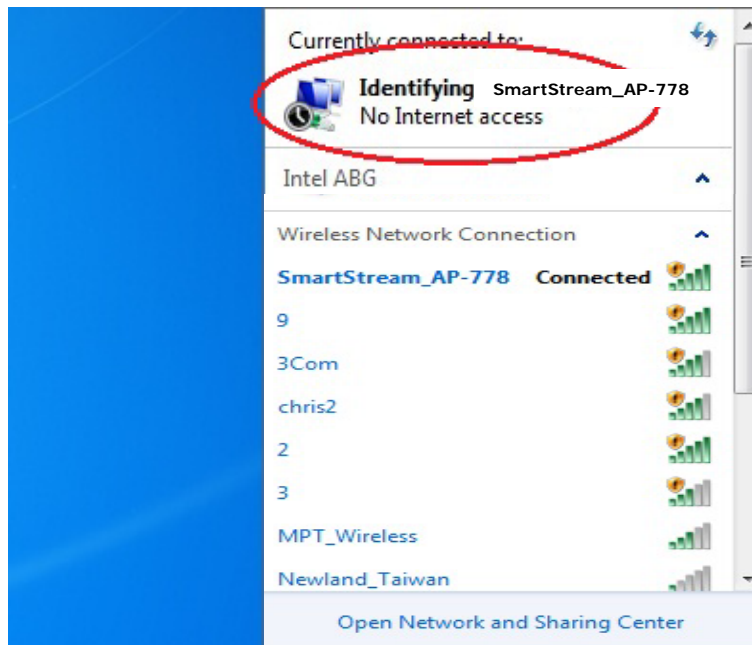 Currently connected to:
Identifying SmartStream_AP-778
No Internet access
Intel ABG
Wireless Network Connection
SmartStream_AP-778 Connected
9
3Com
chris2
2
3
MPT_Wireless
Newland_Taiwan
Open Network and Sharing Center